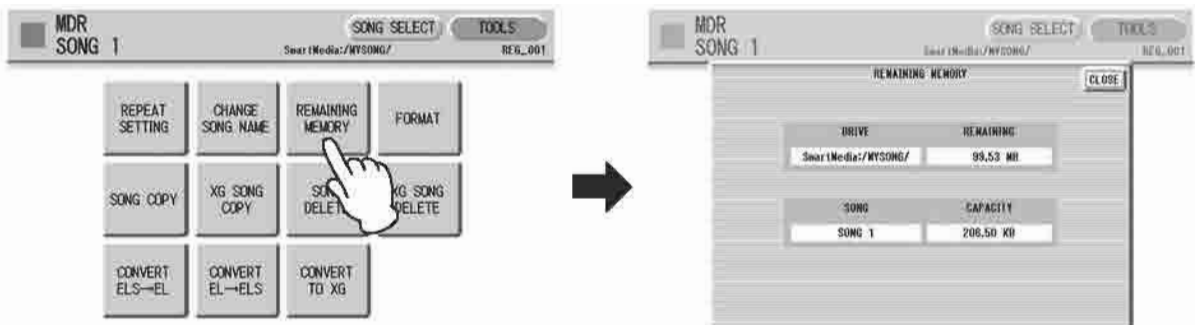 MDR
SONG 1
SONG SELECT
TOOLS
SmartMedia:/MYSONG/
REG_001
REPEAT
SETTING
CHANGE
SONG NAME
REMAINING
MEMORY
FORMAT
SONG COPY
XG SONG
COPY
DELETE
XG SONG
DELETE
CONVERT
ELS→EL
CONVERT
EL→ELS
CONVERT
TO XG
MDR
SONG 1
SONG SELECT
TOOLS
SmartMedia:/MYSONG/
REG_001
REMAINING MEMORY
CLOSE
DRIVE
REMAINING
SmartMedia:/MYSONG/
99.53 MB
SONG
CAPACITY
SONG 1
206.50 KB